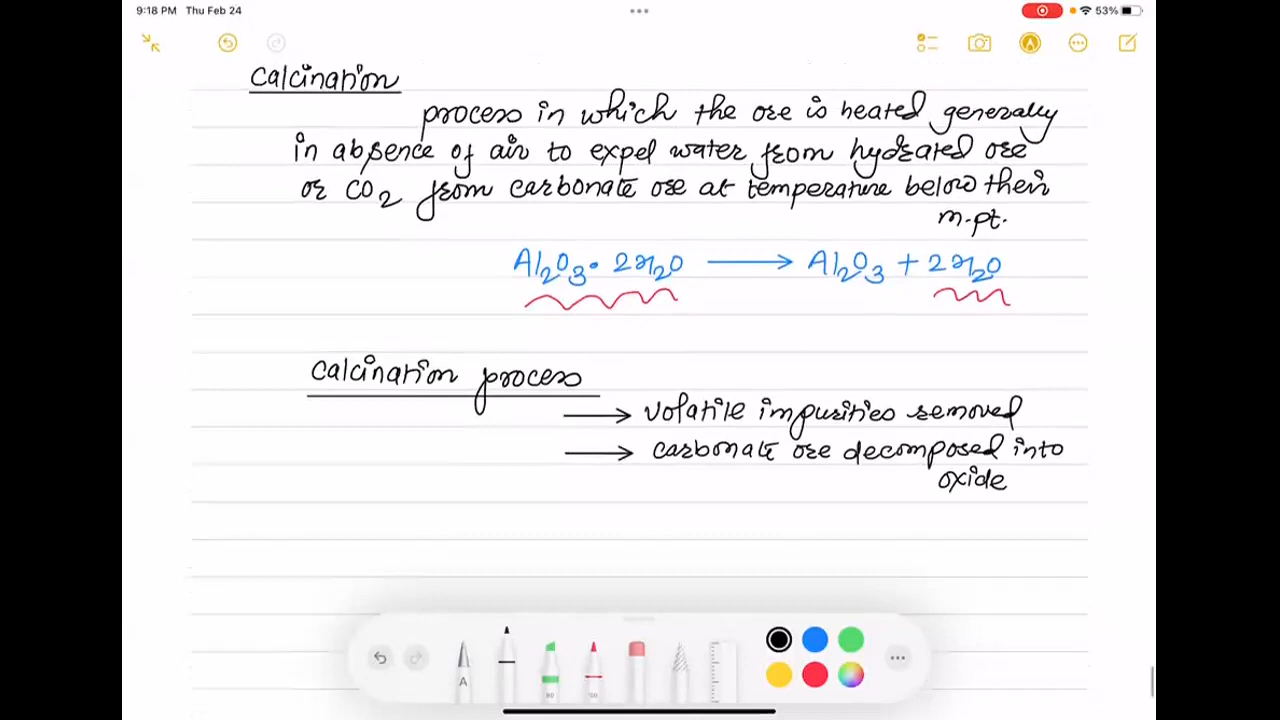 9:18 PM Thu Feb 24
53%
Calcination
process in which the ore is heated generally
in absence of air to expel water from hydrated ore
or CO2 from carbonate ore at temperature below their
m.pt.
Al2O3 · 2H2O ⟶ Al2O3 + 2H2O
Calcination process
→ volatile impurities removed
→ carbonate ore decomposed into
oxide
A
80